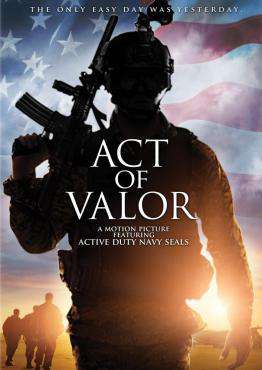 THE ONLY EASY DAY WAS YESTERDAY.
ACT
OF
VALOR
A MOTION PICTURE
FEATURING
ACTIVE DUTY NAVY SEALS